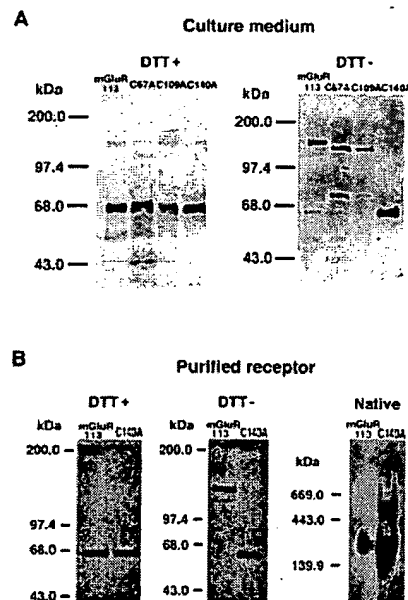 A
Culture medium
DTT + DTT -
kDa mGluR 113 C67A C109A C140A
kDa mGluR 113 C67A C109A C140A
200.0 200.0
97.4 97.4
68.0 68.0
43.0 43.0
B
Purified receptor
DTT + DTT - Native
kDa mGluR 113 C140A
kDa mGluR 113 C140A
kDa mGluR 113 C140A
200.0 200.0
669.0
443.0
97.4 97.4
68.0 68.0
139.9
43.0 43.0